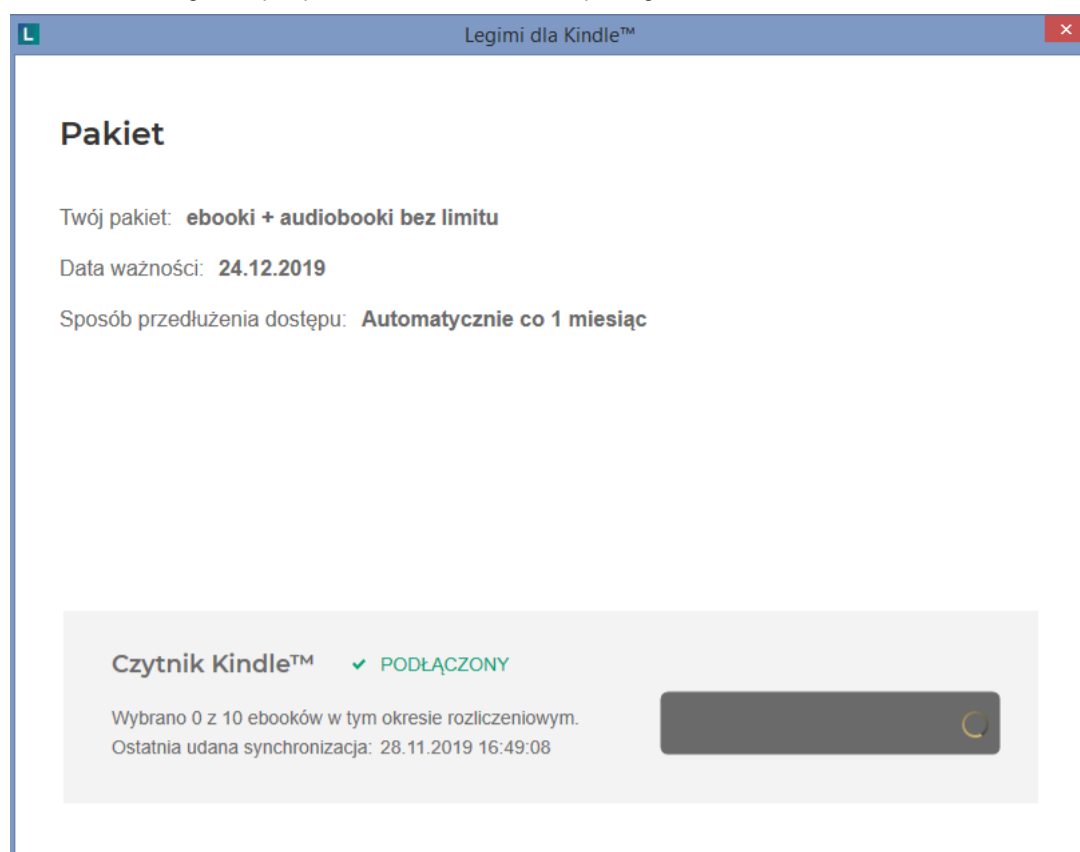 L
Legimi dla Kindle™
Pakiet
Twój pakiet: ebooki + audiobooki bez limitu
Data ważności: 24.12.2019
Sposób przedłużenia dostępu: Automatycznie co 1 miesiąc
Czytnik Kindle™ ✓ PODŁĄCZONY
Wybrano 0 z 10 ebooków w tym okresie rozliczeniowym.
Ostatnia udana synchronizacja: 28.11.2019 16:49:08